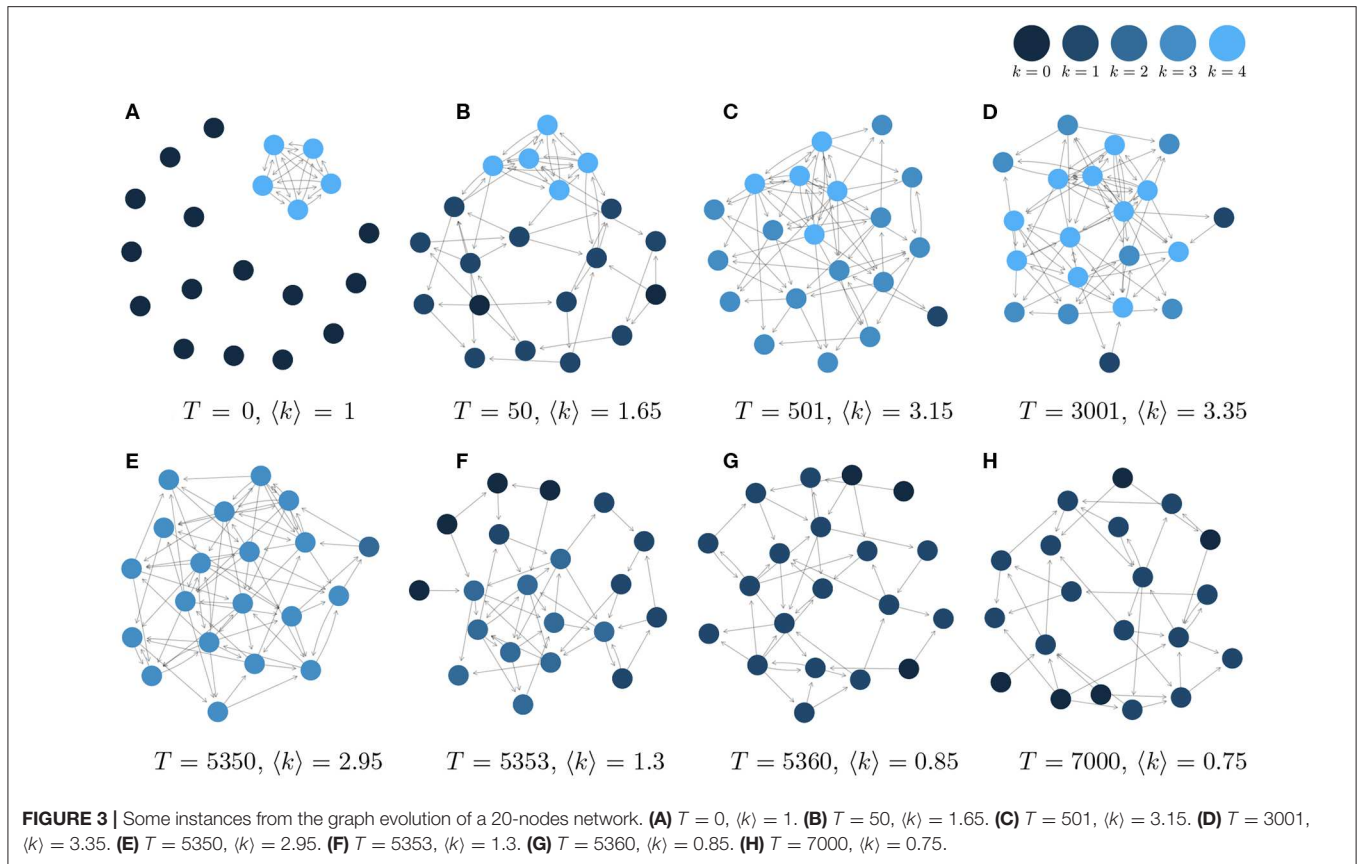 k = 0 k = 1 k = 2 k = 3 k = 4
A B C D
T = 0, ⟨k⟩ = 1 T = 50, ⟨k⟩ = 1.65 T = 501, ⟨k⟩ = 3.15 T = 3001, ⟨k⟩ = 3.35
E F G H
T = 5350, ⟨k⟩ = 2.95 T = 5353, ⟨k⟩ = 1.3 T = 5360, ⟨k⟩ = 0.85 T = 7000, ⟨k⟩ = 0.75
FIGURE 3 | Some instances from the graph evolution of a 20-nodes network. (A) T = 0, ⟨k⟩ = 1. (B) T = 50, ⟨k⟩ = 1.65. (C) T = 501, ⟨k⟩ = 3.15. (D) T = 3001,
⟨k⟩ = 3.35. (E) T = 5350, ⟨k⟩ = 2.95. (F) T = 5353, ⟨k⟩ = 1.3. (G) T = 5360, ⟨k⟩ = 0.85. (H) T = 7000, ⟨k⟩ = 0.75.